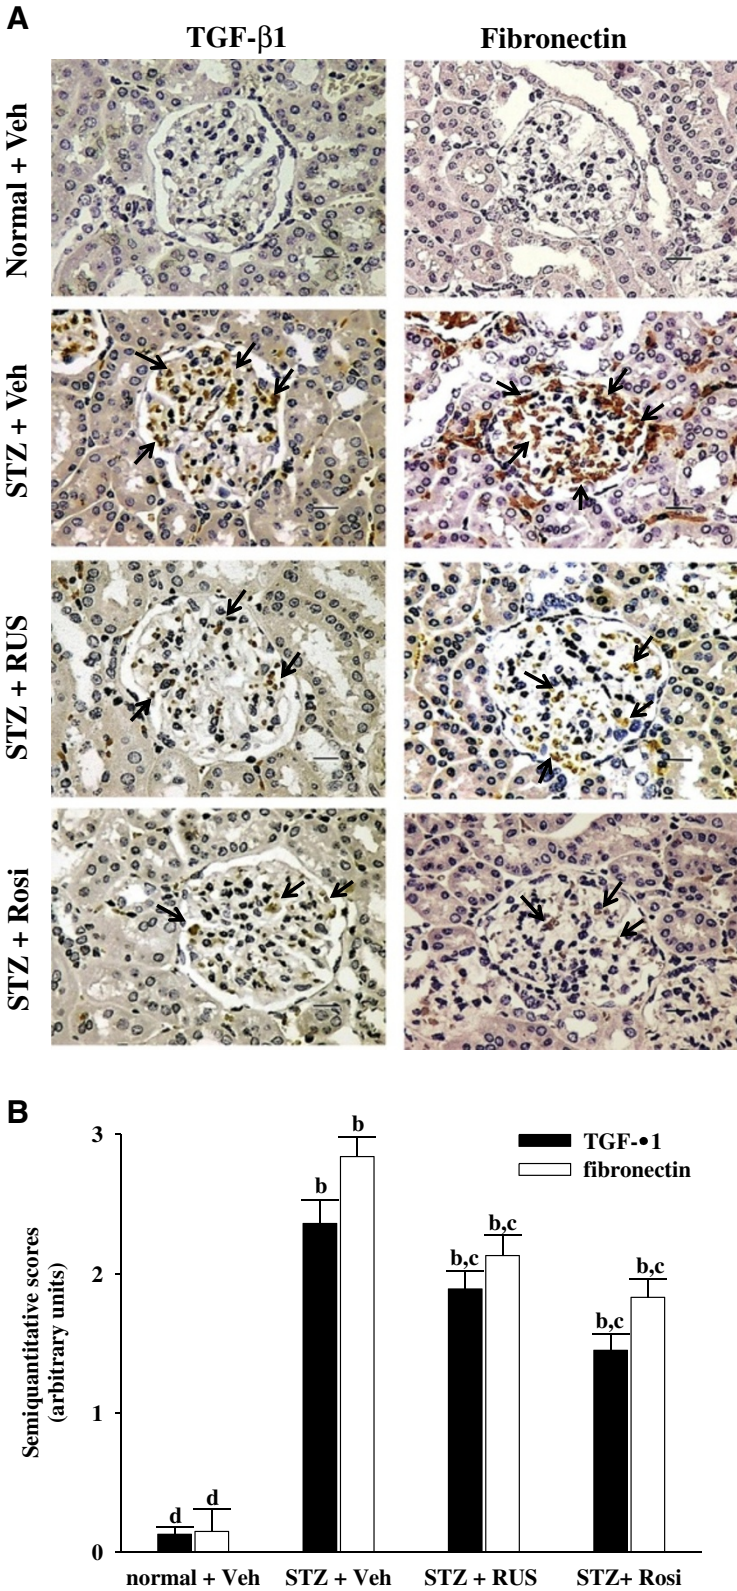 A
TGF-β1 Fibronectin
Normal + Veh
STZ + Veh
STZ + RUS
STZ + Rosi
B
3
2
1
0
Semiquantitative scores
(arbitrary units)
TGF-•1
fibronectin
d d
b b
b,c b,c
b,c b,c
normal + Veh STZ + Veh STZ + RUS STZ+ Rosi